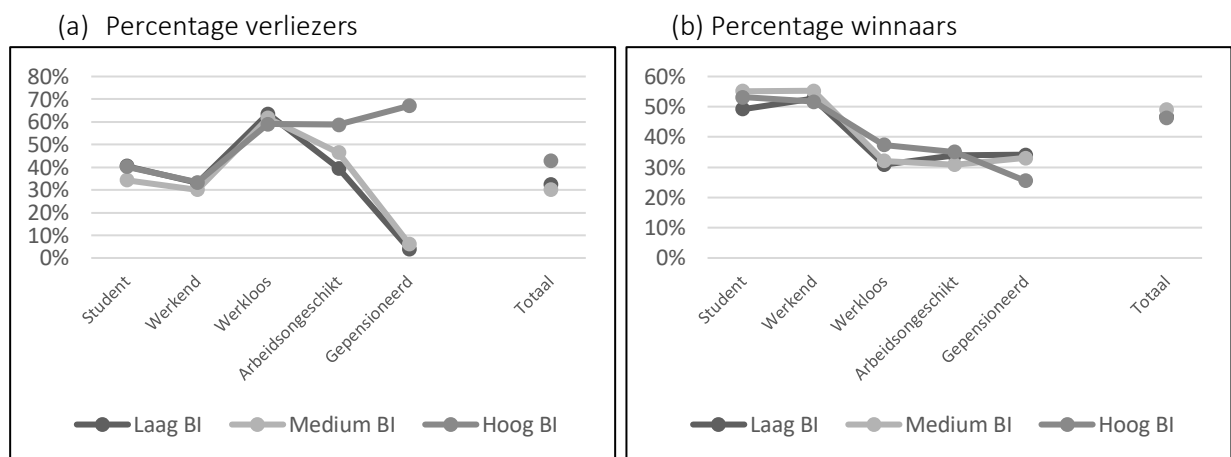 (a) Percentage verliezers
80%
70%
60%
50%
40%
30%
20%
10%
0%
Student
Werkend
Werkloos
Arbeidsongeschikt
Gepensioneerd
Totaal
Laag BI
Medium BI
Hoog BI
(b) Percentage winnaars
60%
50%
40%
30%
20%
10%
0%
Student
Werkend
Werkloos
Arbeidsongeschikt
Gepensioneerd
Totaal
Laag BI
Medium BI
Hoog BI